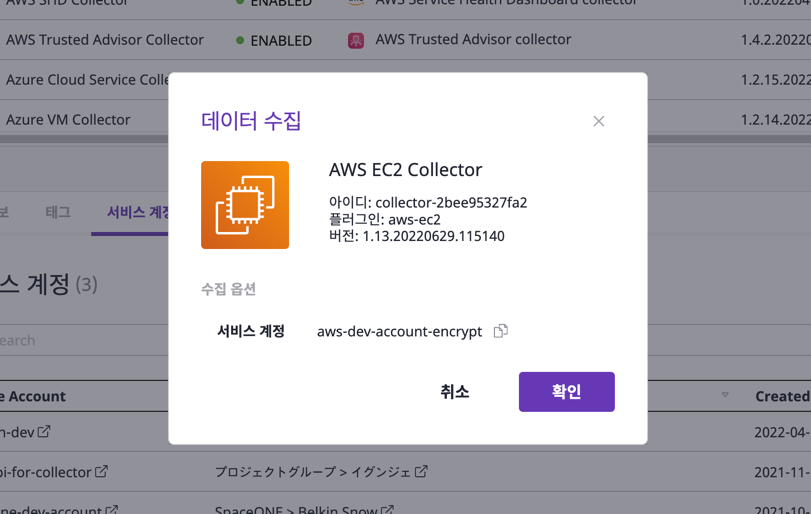 AWS SHD Collector ENABLED AWS Service Health Dashboard collector
AWS Trusted Advisor Collector ENABLED AWS Trusted Advisor collector 1.4.2.2022
Azure Cloud Service Colle 1.2.15.2022
Azure VM Collector 1.2.14.2022
데이터 수집
AWS EC2 Collector
아이디: collector-2bee95327fa2
플러그인: aws-ec2
버전: 1.13.20220629.115140
보 태그 서비스 계정
스 계정 (3)
수집 옵션
서비스 계정 aws-dev-account-encrypt
earch
취소 확인
e Account Created
n-dev 2022-04-
pi-for-collector プロジェクトグループ > イグンジェ 2021-11-
ne-dev-account SpaceONE > Belkin Snow 2021-10-